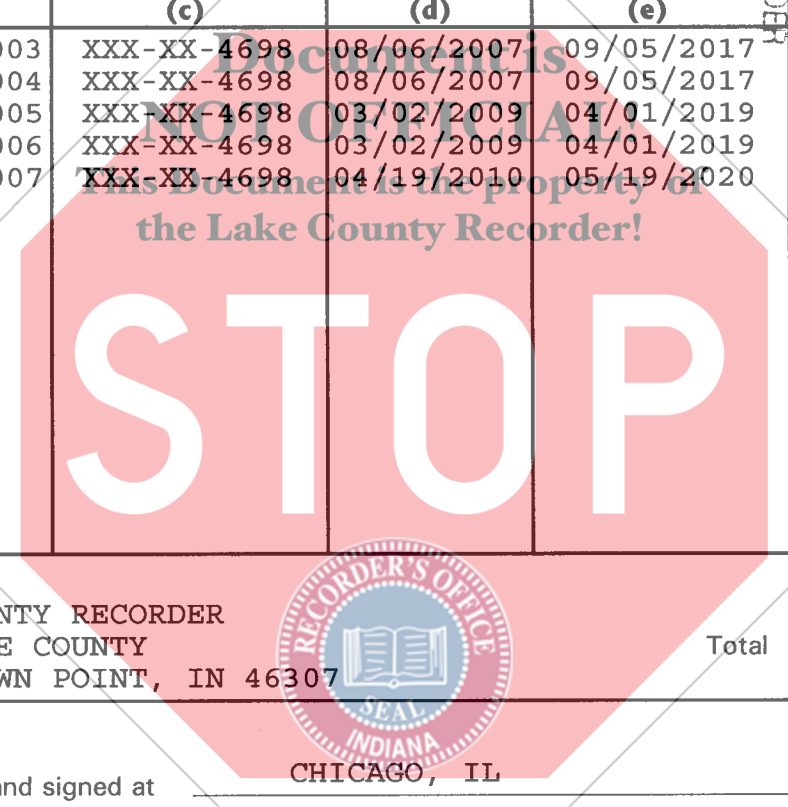 (c) (d) (e)
DER
003 XXX-XX-4698 08/06/2007 09/05/2017
004 XXX-XX-4698 08/06/2007 09/05/2017
005 XXX-XX-4698 03/02/2009 04/01/2019
006 XXX-XX-4698 03/02/2009 04/01/2019
007 XXX-XX-4698 04/19/2010 05/19/2020
Document is
NOT OFFICIAL!
This Document is the property of
the Lake County Recorder!
STOP
RECORDER'S OFFICE
SEAL
INDIANA
NTY RECORDER
E COUNTY
Total
WN POINT, IN 46307
and signed at CHICAGO, IL